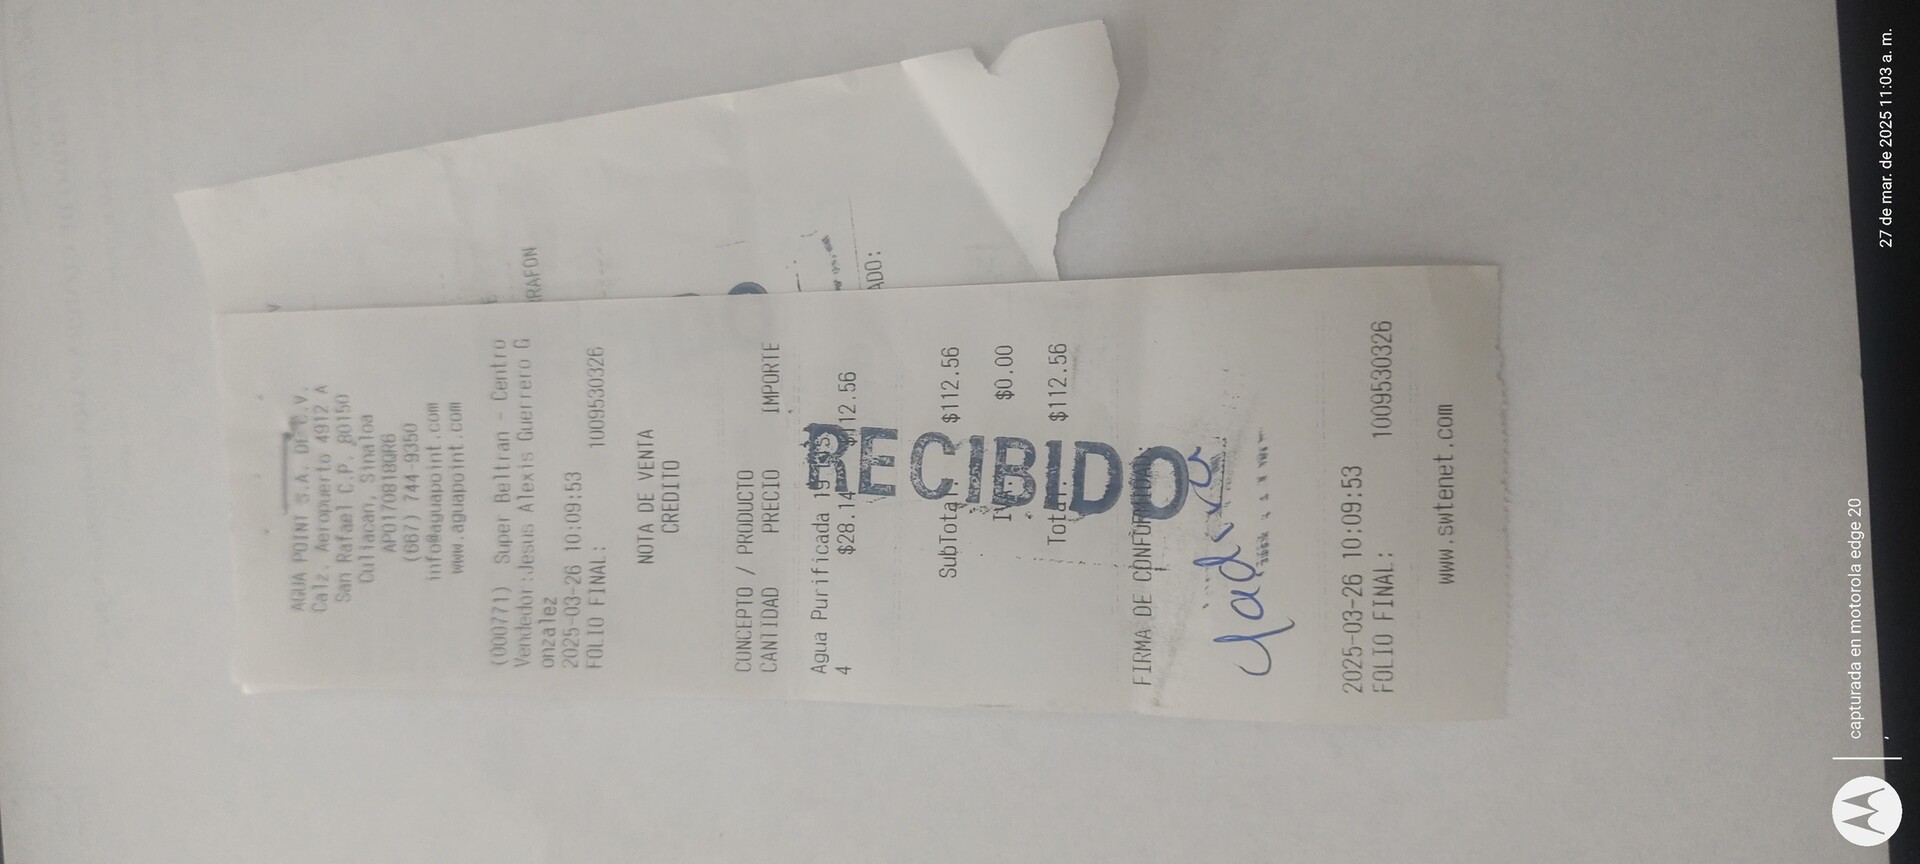 AGUA POINT S.A. DE C.V.
Calz. Aeropuerto 4912 A
San Rafael C.P. 80150
Culiacan, Sinaloa
APO170818QR6
(667) 744-9350
info@aguapoint.com
www.aguapoint.com
(000771) Super Beltran - Centro
Vendedor:Jesus Alexis Guerrero G
onzalez
2025-03-26 10:09:53
FOLIO FINAL: 1009530326
NOTA DE VENTA
CREDITO
CONCEPTO / PRODUCTO
CANTIDAD PRECIO IMPORTE
Agua Purificada
4 $28.14 $112.56
SubTotal: $112.56
$0.00
Total: $112.56
RECIBIDO
FIRMA DE CONFORMIDAD:
2025-03-26 10:09:53
FOLIO FINAL: 1009530326
www.swtenet.com
RAFON
ADO:
capturada en motorola edge 20
27 de mar. de 2025 11:03 a. m.